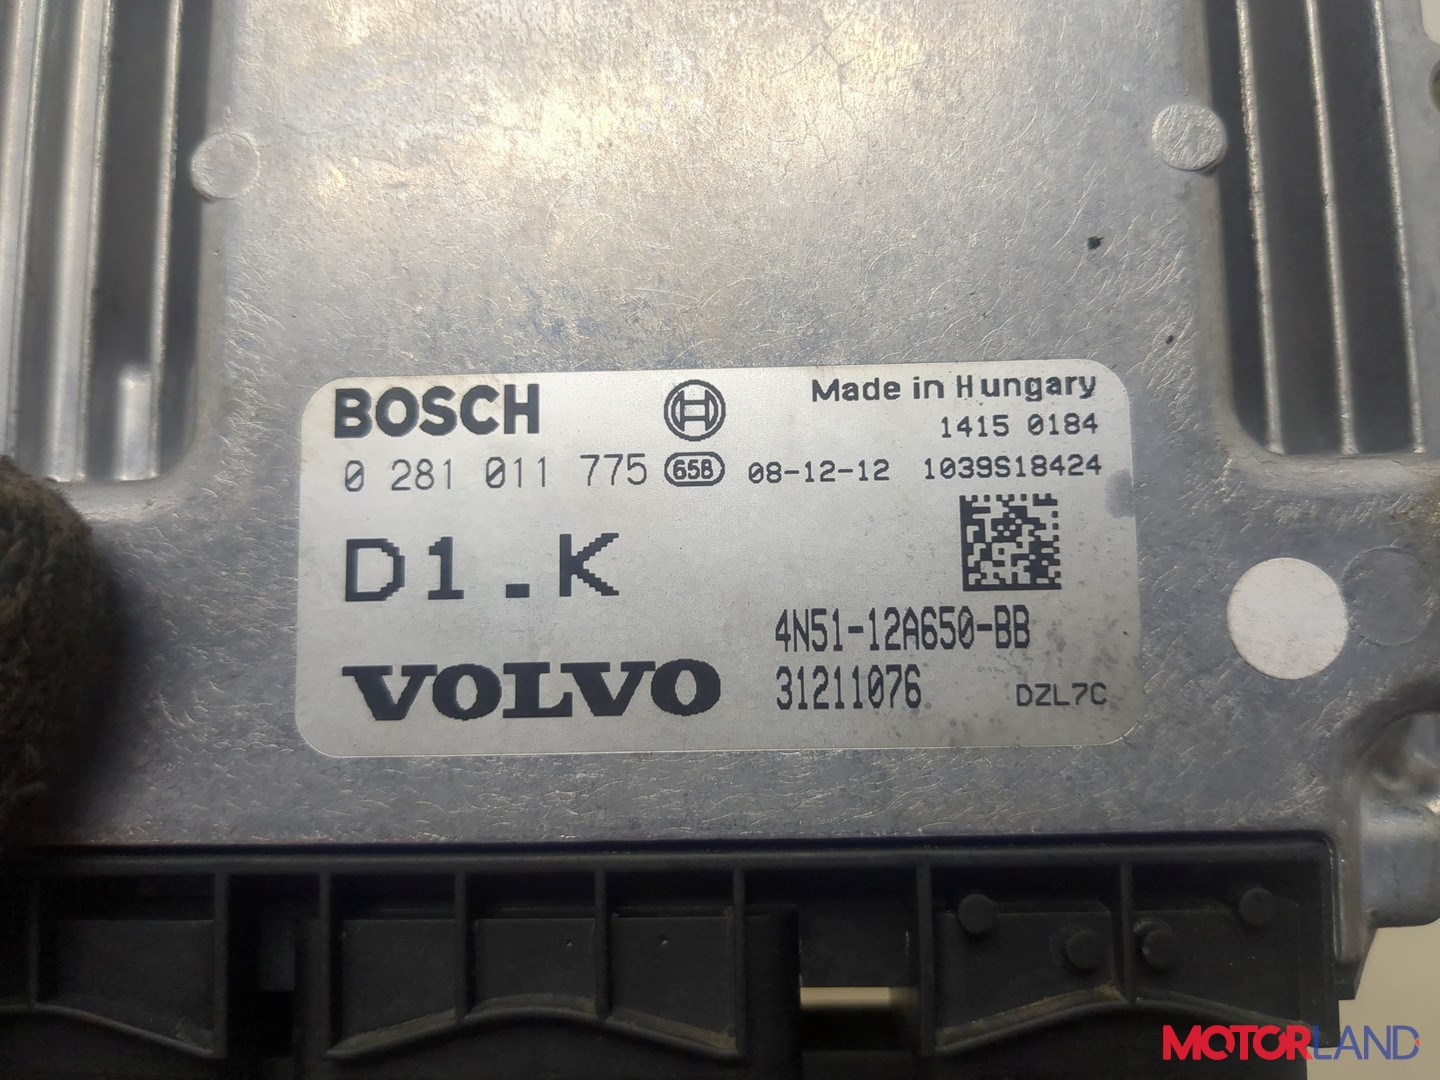 BOSCH
Made in Hungary
1415 0184
0 281 011 775 65B 08-12-12 1039S18424
D1.K
4N51-12A650-BB
VOLVO
31211076
DZL7C
MOTORLAND